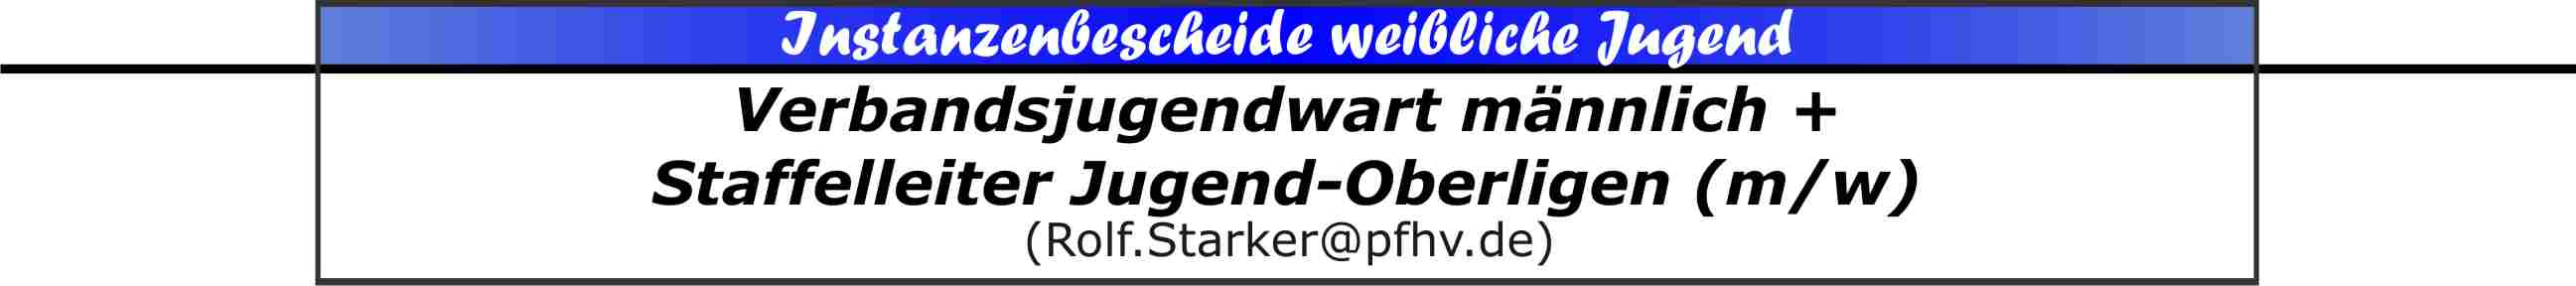 Instanzenbescheide weibliche Jugend
Verbandsjugendwart männlich +
Staffelleiter Jugend-Oberligen (m/w)
(Rolf.Starker@pfhv.de)